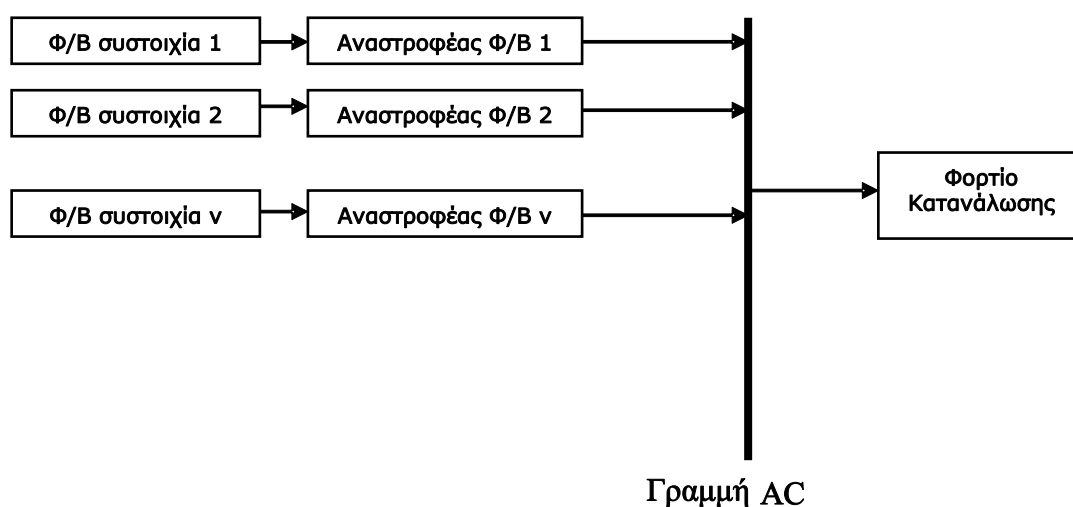 Φ/Β συστοιχία 1
Αναστροφέας Φ/Β 1
Φ/Β συστοιχία 2
Αναστροφέας Φ/Β 2
Φ/Β συστοιχία ν
Αναστροφέας Φ/Β ν
Φορτίο
Κατανάλωσης
Γραμμή AC